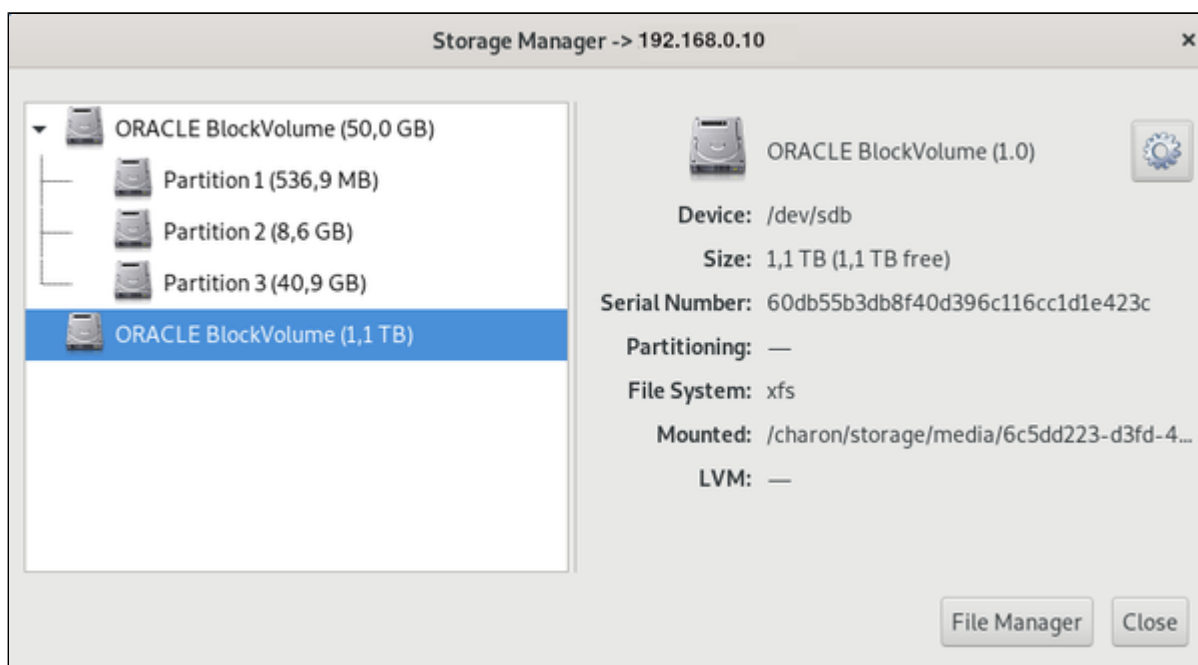 Storage Manager -> 192.168.0.10
ORACLE BlockVolume (50,0 GB)
Partition 1 (536,9 MB)
Partition 2 (8,6 GB)
Partition 3 (40,9 GB)
ORACLE BlockVolume (1,1 TB)
ORACLE BlockVolume (1.0)
Device: /dev/sdb
Size: 1,1 TB (1,1 TB free)
Serial Number: 60db55b3db8f40d396c116cc1d1e423c
Partitioning: —
File System: xfs
Mounted: /charon/storage/media/6c5dd223-d3fd-4...
LVM: —
File Manager
Close